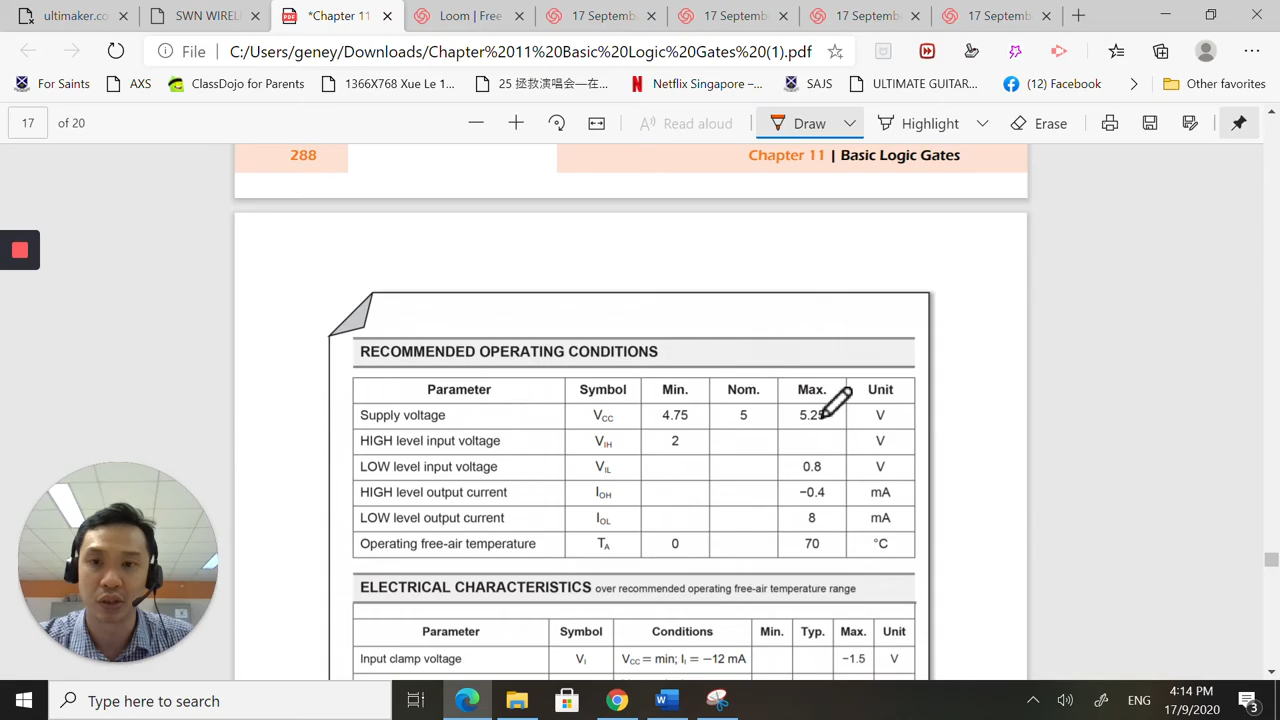 ultimaker.com
SWN WIRELE
*Chapter 11
Loom | Free
17 Septembe
17 Septembe
17 Septembe
17 Septembe
File
C:/Users/geney/Downloads/Chapter%2011%20Basic%20Logic%20Gates%20(1).pdf
For Saints
AXS
ClassDojo for Parents
1366X768 Xue Le 1...
25 拯救演唱会—在...
Netflix Singapore –...
SAJS
ULTIMATE GUITAR...
(12) Facebook
Other favorites
17 of 20
Read aloud
Draw
Highlight
Erase
288
Chapter 11 | Basic Logic Gates
RECOMMENDED OPERATING CONDITIONS
Parameter Symbol Min. Nom. Max. Unit
Supply voltage VCC 4.75 5 5.25 V
HIGH level input voltage VIH 2 V
LOW level input voltage VIL 0.8 V
HIGH level output current IOH −0.4 mA
LOW level output current IOL 8 mA
Operating free-air temperature TA 0 70 °C
ELECTRICAL CHARACTERISTICS over recommended operating free-air temperature range
Parameter Symbol Conditions Min. Typ. Max. Unit
Input clamp voltage Vi VCC = min; II = −12 mA −1.5 V
Type here to search
ENG
4:14 PM
17/9/2020
3